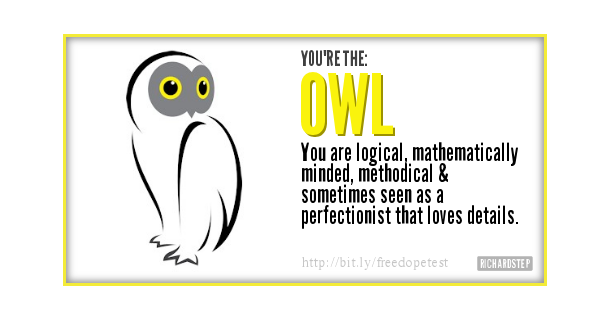 YOU'RE THE:
OWL
You are logical, mathematically
minded, methodical &
sometimes seen as a
perfectionist that loves details.
http://bit.ly/freedopetest
RICHARDSTEP